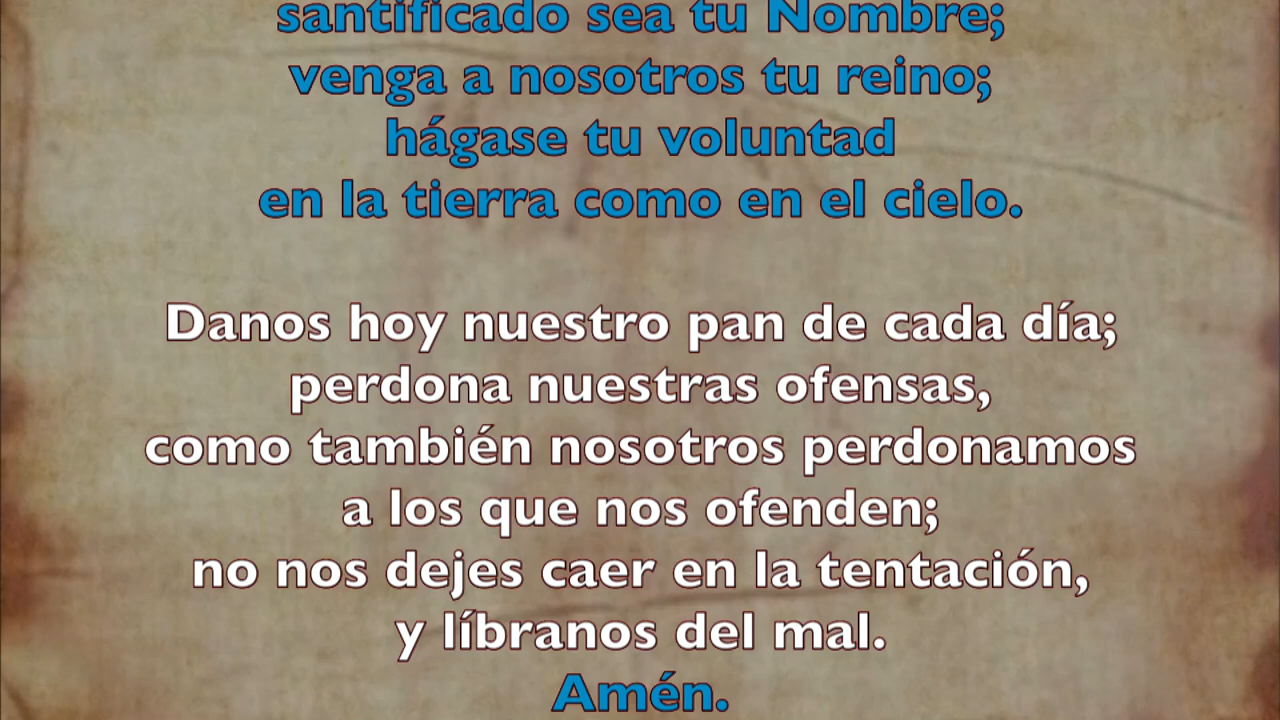 santificado sea tu Nombre;
venga a nosotros tu reino;
hágase tu voluntad
en la tierra como en el cielo.
Danos hoy nuestro pan de cada día;
perdona nuestras ofensas,
como también nosotros perdonamos
a los que nos ofenden;
no nos dejes caer en la tentación,
y líbranos del mal.
Amén.